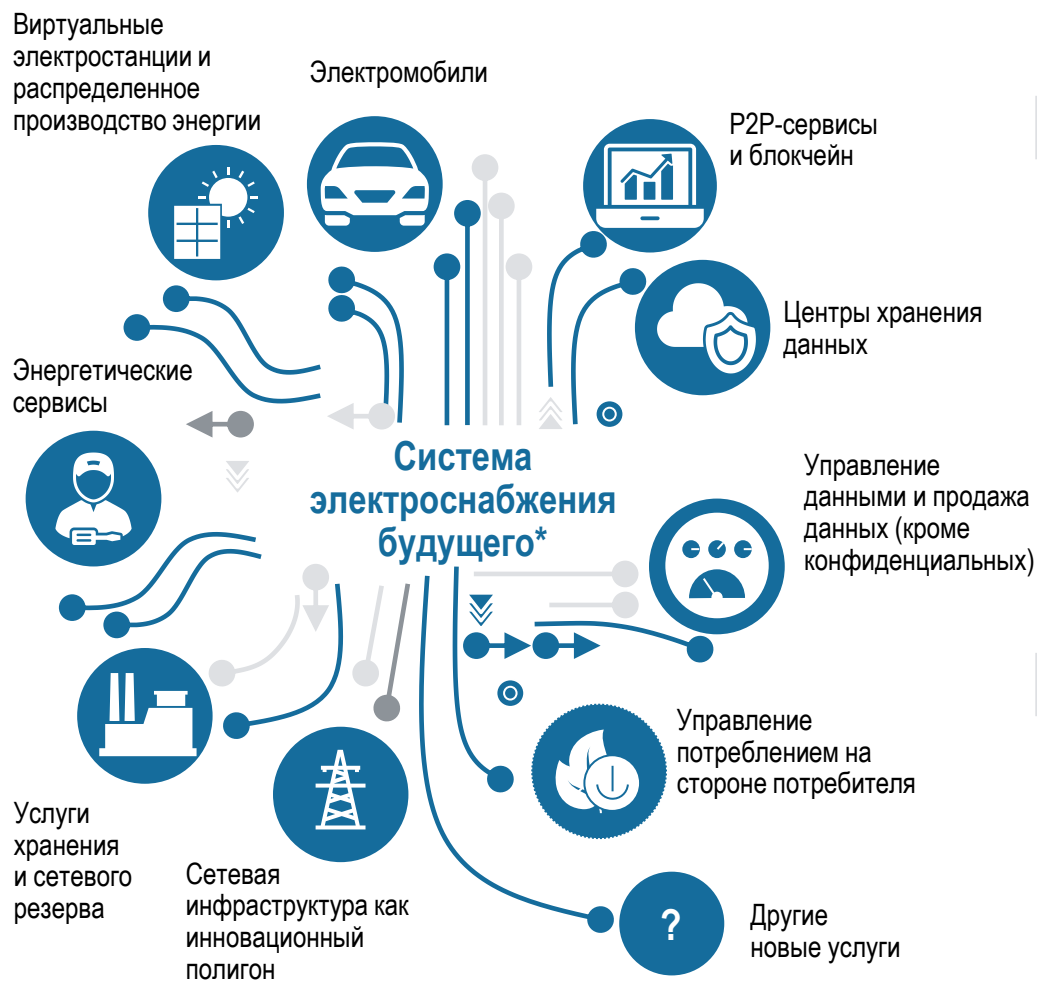 Виртуальные
электростанции и
распределенное
производство энергии
Электромобили
P2P-сервисы
и блокчейн
Центры хранения
данных
Энергетические
сервисы
Система
электроснабжения
будущего*
Управление
данными и продажа
данных (кроме
конфиденциальных)
Управление
потреблением на
стороне потребителя
Услуги
хранения
и сетевого
резерва
Сетевая
инфраструктура как
инновационный
полигон
?
Другие
новые услуги